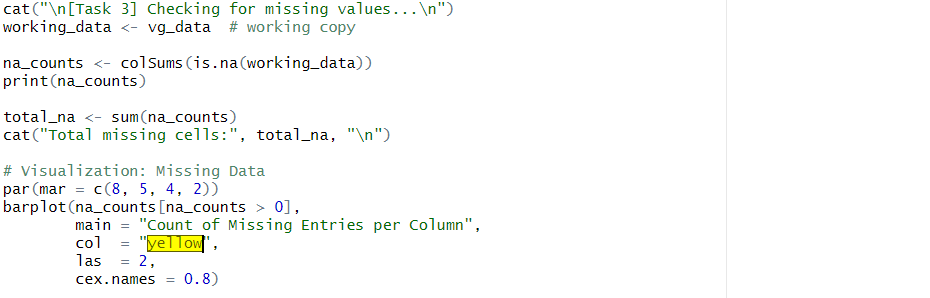 cat("\n[Task 3] Checking for missing values...\n")
working_data <- vg_data  # working copy
na_counts <- colSums(is.na(working_data))
print(na_counts)
total_na <- sum(na_counts)
cat("Total missing cells:", total_na, "\n")
# Visualization: Missing Data
par(mar = c(8, 5, 4, 2))
barplot(na_counts[na_counts > 0],
        main = "Count of Missing Entries per Column",
        col  = "yellow",
        las  = 2,
        cex.names = 0.8)